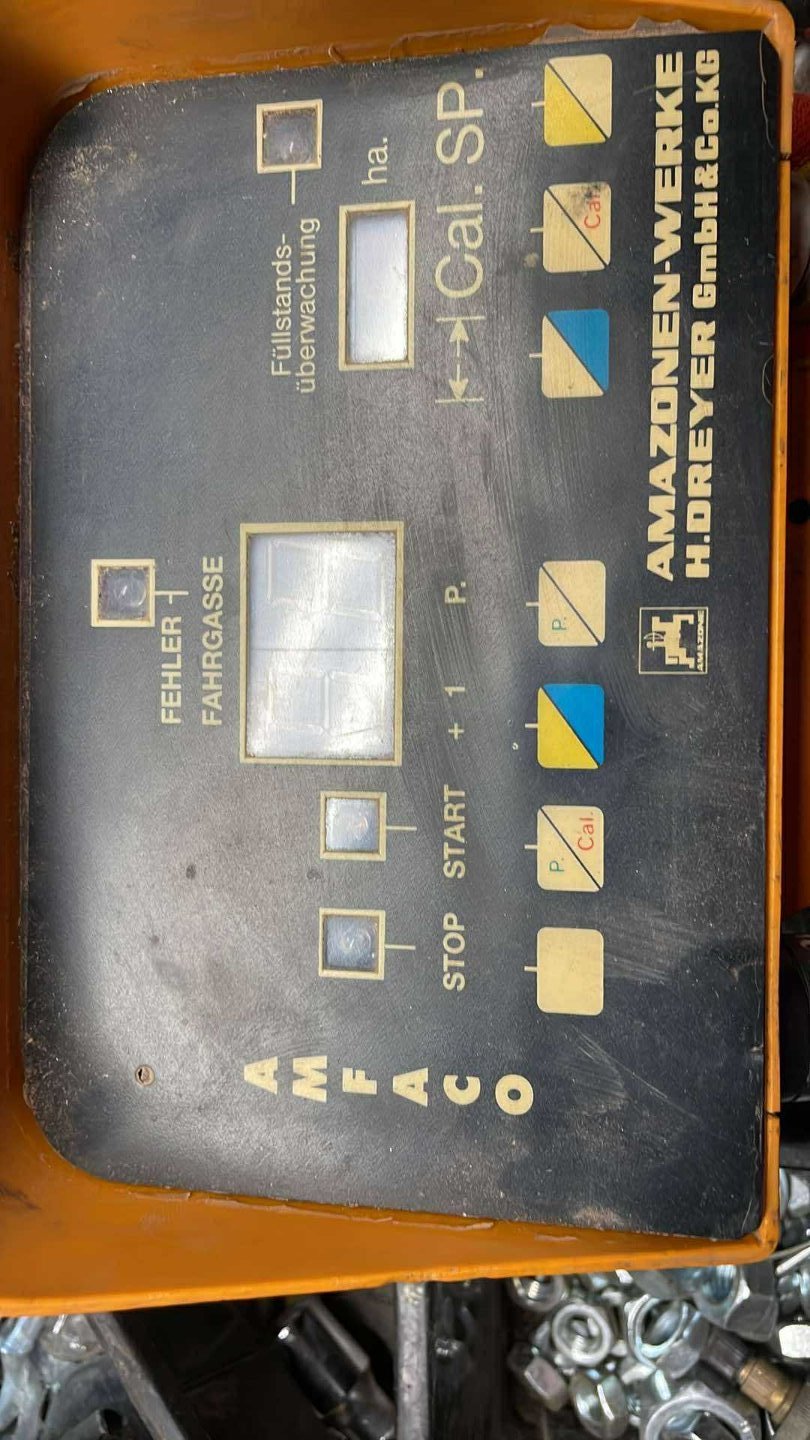 AMFACO
FEHLER
FAHRGASSE
Füllstands-
überwachung
ha.
STOP START + 1 P. Cal. SP.
P.
Cal.
P.
Cal.
AMAZONE
AMAZONEN-WERKE
H.DREYER GmbH&Co.KG